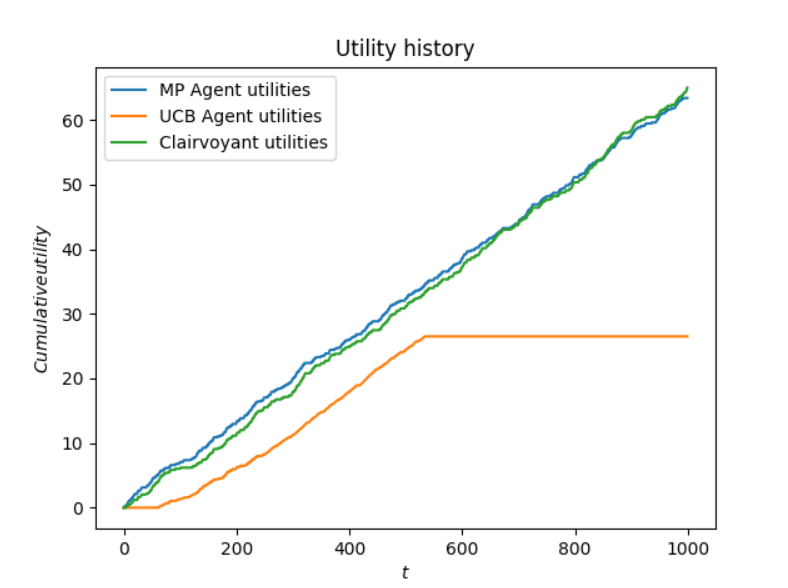 Utility history
MP Agent utilities
UCB Agent utilities
Clairvoyant utilities
Cumulativeutility
60
50
40
30
20
10
0
0 200 400 600 800 1000
t